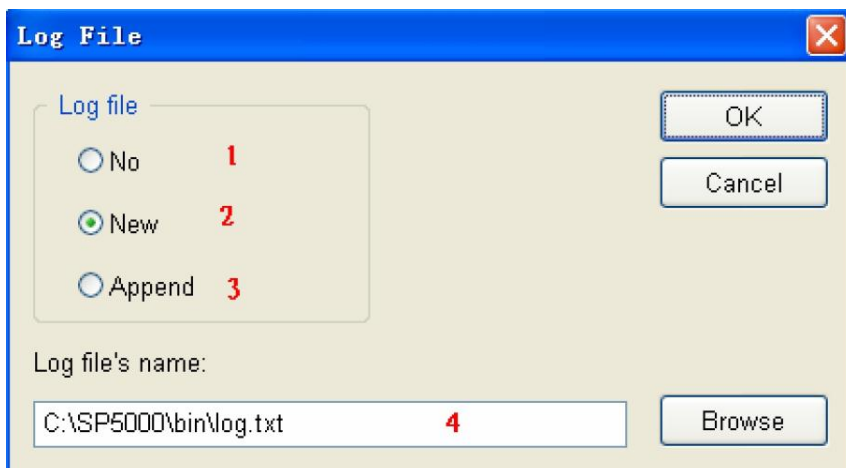 Log File
Log file
OK
No 1
Cancel
New 2
Append 3
Log file's name:
C:\SP5000\bin\log.txt 4
Browse